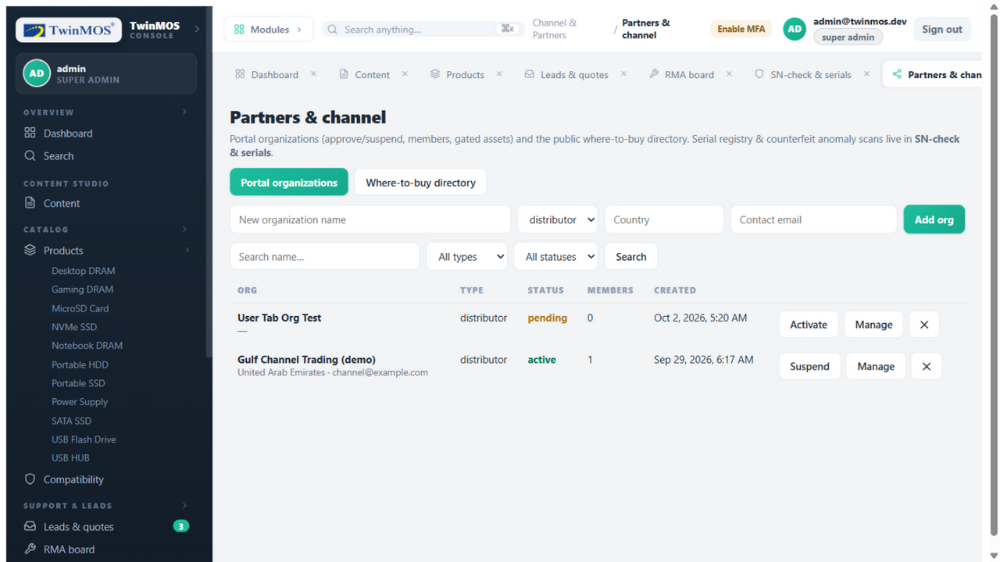 TwinMOS®
TwinMOS
CONSOLE
AD
admin
SUPER ADMIN
OVERVIEW
Dashboard
Search
CONTENT STUDIO
Content
CATALOG
Products
Desktop DRAM
Gaming DRAM
MicroSD Card
NVMe SSD
Notebook DRAM
Portable HDD
Portable SSD
Power Supply
SATA SSD
USB Flash Drive
USB HUB
Compatibility
SUPPORT & LEADS
Leads & quotes 3
RMA board
Modules
Search anything... ⌘K
Channel & Partners / Partners & channel
Enable MFA
AD
admin@twinmos.dev
super admin
Sign out
Dashboard × Content × Products × Leads & quotes × RMA board × SN-check & serials × Partners & chan
Partners & channel
Portal organizations (approve/suspend, members, gated assets) and the public where-to-buy directory. Serial registry & counterfeit anomaly scans live in SN-check
& serials.
Portal organizations Where-to-buy directory
New organization name distributor Country Contact email Add org
Search name... All types All statuses Search
ORG TYPE STATUS MEMBERS CREATED
User Tab Org Test distributor pending 0 Oct 2, 2026, 5:20 AM Activate Manage ×
—
Gulf Channel Trading (demo) distributor active 1 Sep 29, 2026, 6:17 AM Suspend Manage ×
United Arab Emirates · channel@example.com